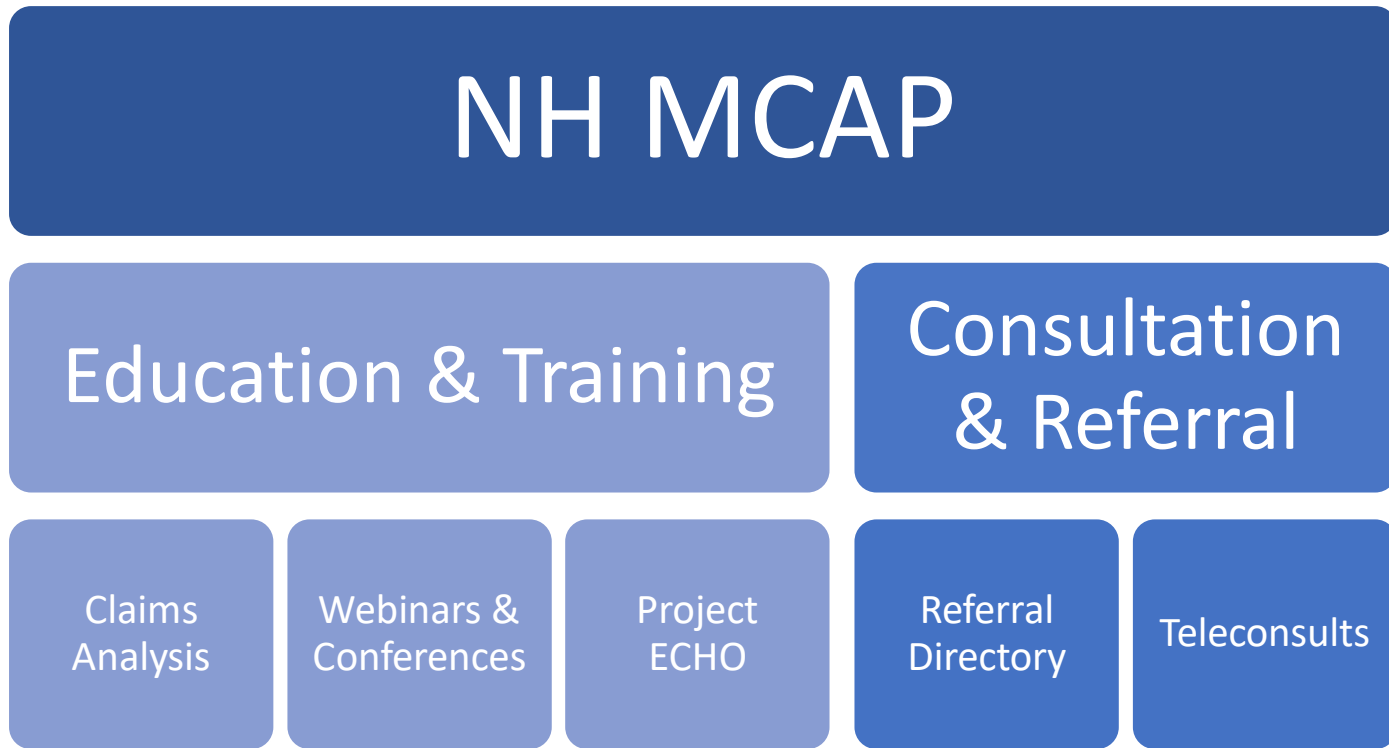 NH MCAP
Education & Training
Consultation
& Referral
Claims
Analysis
Webinars &
Conferences
Project
ECHO
Referral
Directory
Teleconsults